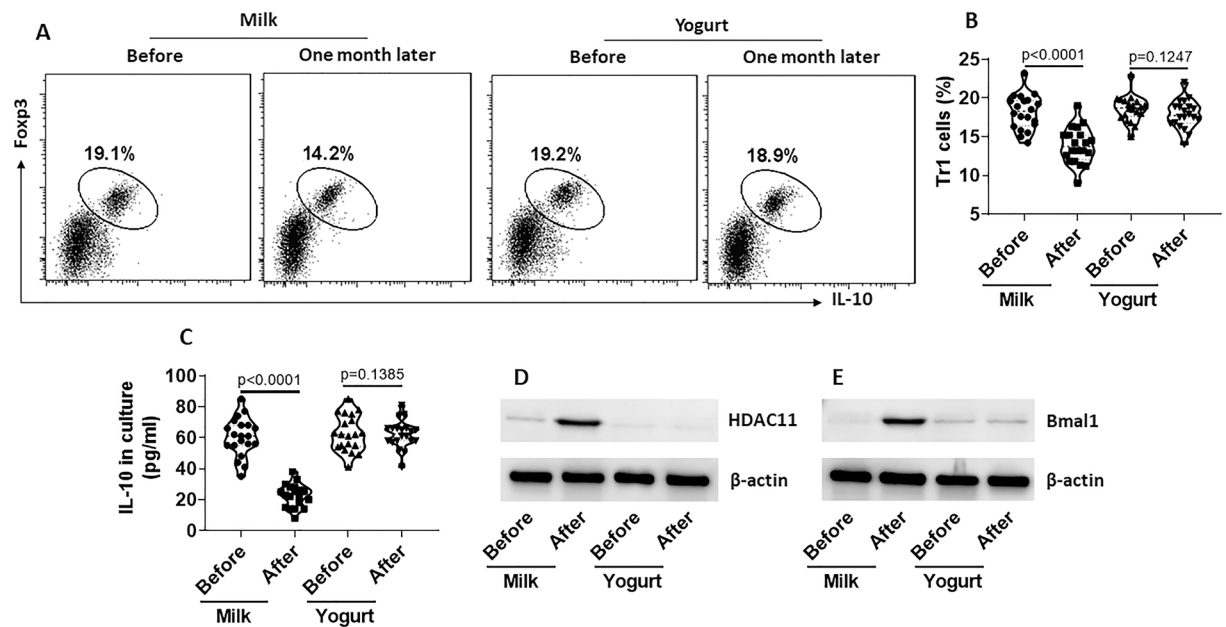 A
Milk
Before
One month later
Yogurt
Before
One month later
Foxp3
19.1%
14.2%
19.2%
18.9%
IL-10
B
Tr1 cells (%)
25
20
15
10
5
p<0.0001
p=0.1247
Before
After
Before
After
Milk
Yogurt
C
IL-10 in culture
(pg/ml)
100
80
60
40
20
0
p<0.0001
p=0.1385
Before
After
Before
After
Milk
Yogurt
D
HDAC11
β-actin
Before
After
Before
After
Milk
Yogurt
E
Bmal1
β-actin
Before
After
Before
After
Milk
Yogurt